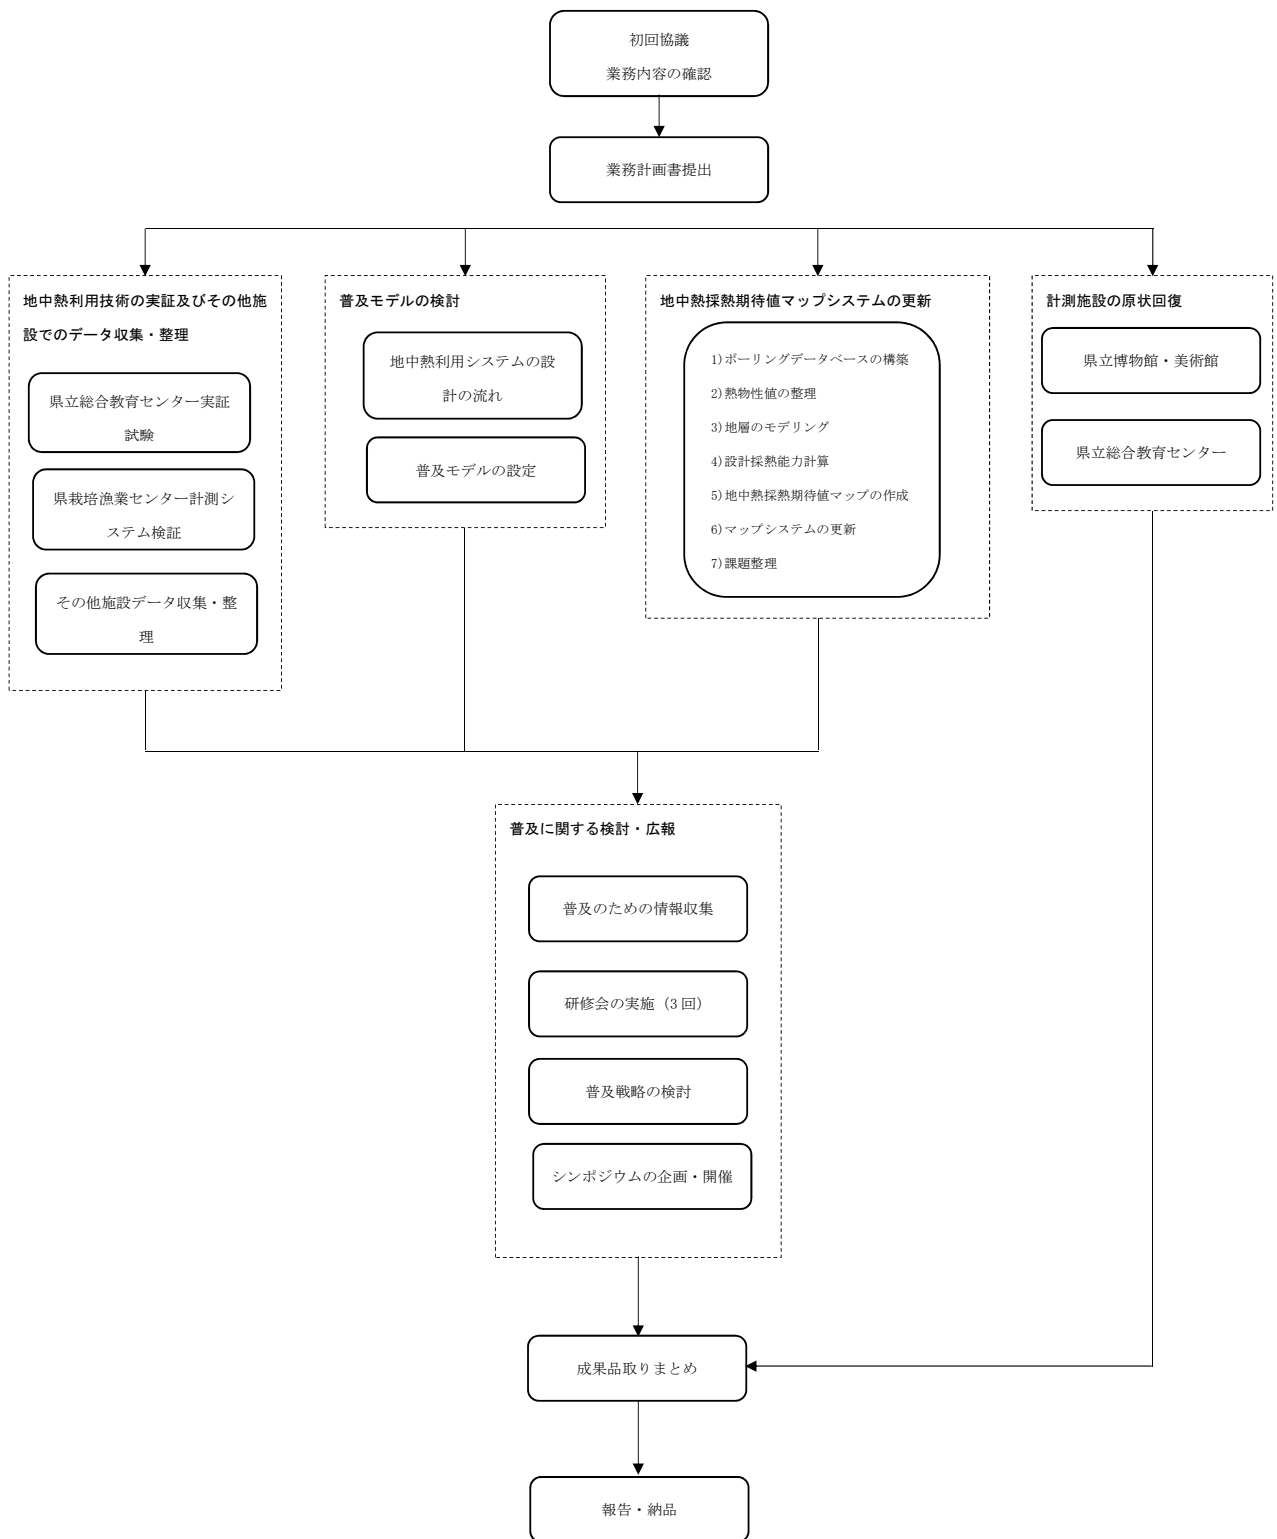 初回協議
業務内容の確認
業務計画書提出
地中熱利用技術の実証及びその他施
設でのデータ収集・整理
県立総合教育センター実証
試験
県栽培漁業センター計測シ
ステム検証
その他施設データ収集・整
理
普及モデルの検討
地中熱利用システムの設
計の流れ
普及モデルの設定
地中熱採熱期待値マップシステムの更新
1)ボーリングデータベースの構築
2)熱物性値の整理
3)地層のモデリング
4)設計採熱能力計算
5)地中熱採熱期待値マップの作成
6)マップシステムの更新
7)課題整理
計測施設の原状回復
県立博物館・美術館
県立総合教育センター
普及に関する検討・広報
普及のための情報収集
研修会の実施（3 回）
普及戦略の検討
シンポジウムの企画・開催
成果品取りまとめ
報告・納品